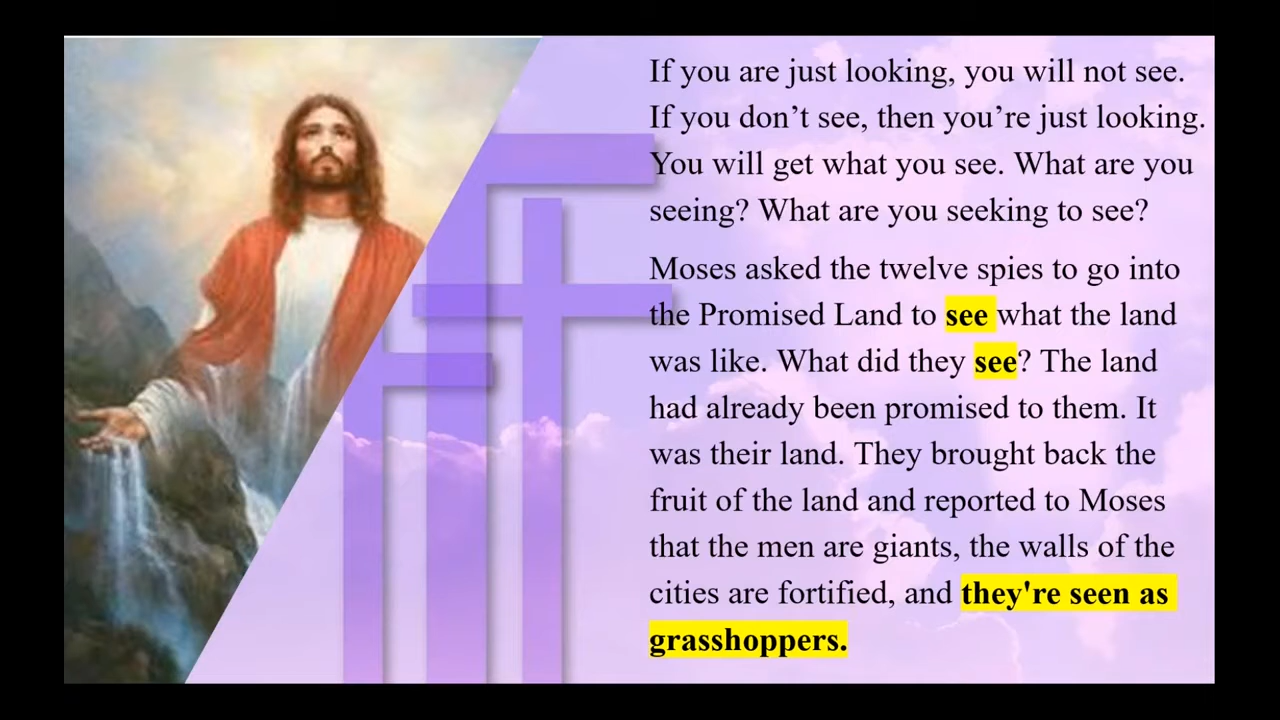 If you are just looking, you will not see.
If you don’t see, then you’re just looking.
You will get what you see. What are you
seeing? What are you seeking to see?
Moses asked the twelve spies to go into
the Promised Land to see what the land
was like. What did they see? The land
had already been promised to them. It
was their land. They brought back the
fruit of the land and reported to Moses
that the men are giants, the walls of the
cities are fortified, and they're seen as
grasshoppers.